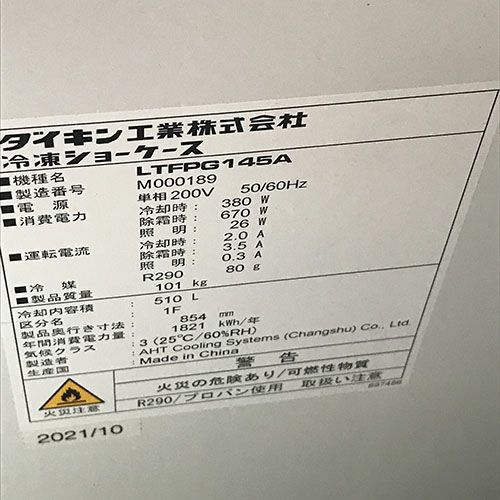 ダイキン工業株式会社
冷凍ショーケース
■機種名 LTFPG145A
■製造番号 M000189
■電源 単相200V 50/60Hz
■消費電力 冷却時: 380 W
除霜時: 670 W
照明: 26 W
■運転電流 冷却時: 2.0 A
除霜時: 3.5 A
照明: 0.3 A
■冷媒 R290 80 g
■製品質量 101 kg
冷却内容積 : 510 L
区分名 : 1F
製品奥行き寸法: 854 mm
年間消費電力量: 1821 kWh/年
気候クラス : 3 (25℃/60%RH)
製造者 : AHT Cooling Systems (Changshu) Co., Ltd.
生産国 : Made in China
警告
火災の危険あり/可燃性物質
R290/プロパン使用 取扱い注意
火災注意
697486
2021/10